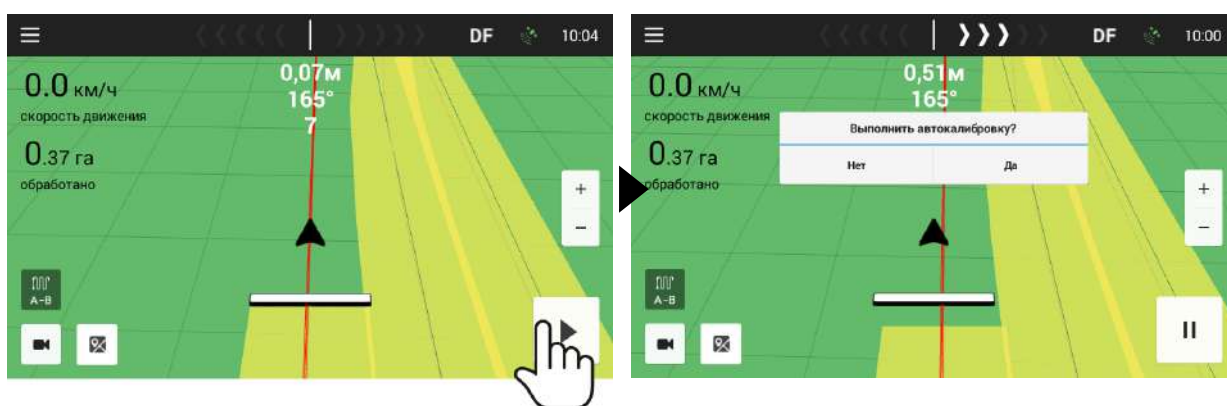 DF 10:04
0,07м
165°
7
0.0 км/ч
скорость движения
0.37 га
обработано
+
−
A-B
DF 10:00
0,51м
165°
0.0 км/ч
скорость движения
Выполнить автокалибровку?
Нет Да
0.37 га
обработано
+
−
A-B